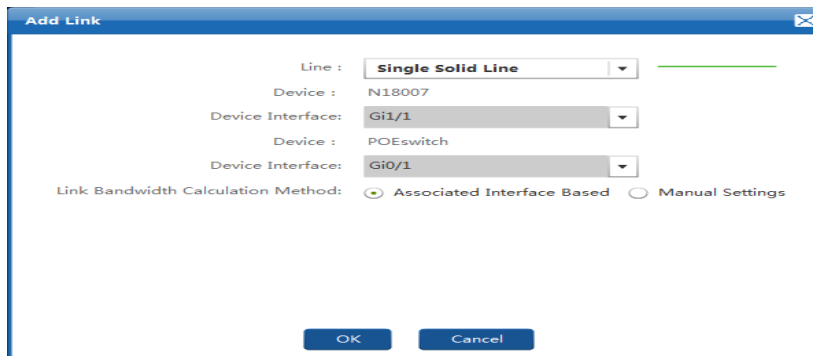 Add Link
Line : Single Solid Line
Device : N18007
Device Interface: Gi1/1
Device : POEswitch
Device Interface: Gi0/1
Link Bandwidth Calculation Method: Associated Interface Based Manual Settings
OK Cancel